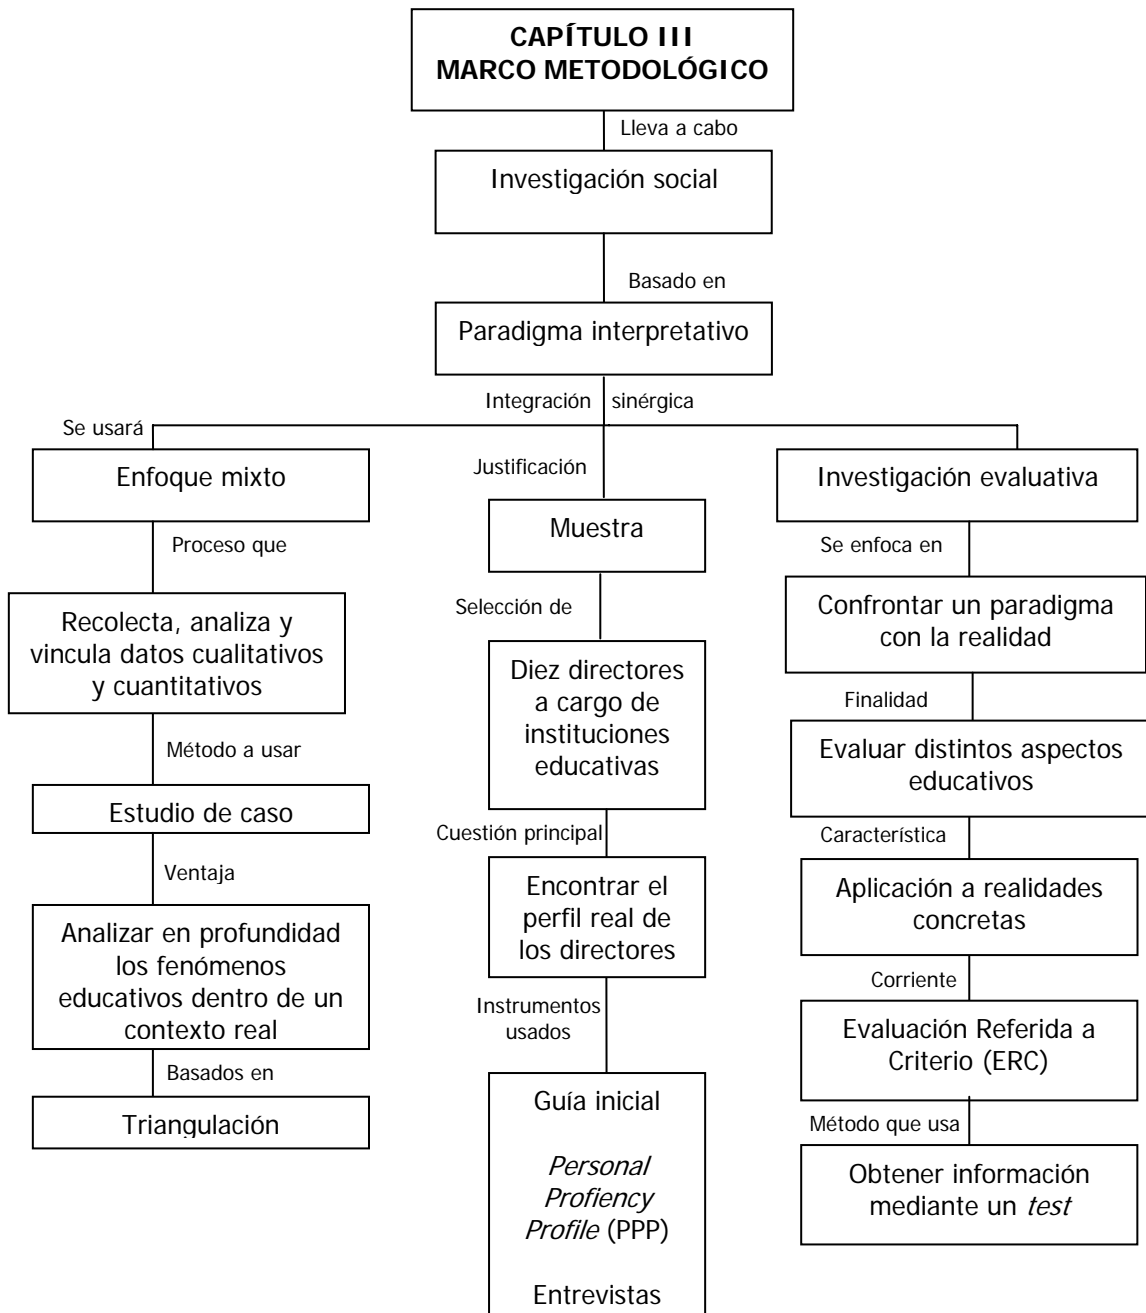 CAPÍTULO III
MARCO METODOLÓGICO
Lleva a cabo
Investigación social
Basado en
Paradigma interpretativo
Integración sinérgica
Se usará
Enfoque mixto
Proceso que
Recolecta, analiza y
vincula datos cualitativos
y cuantitativos
Método a usar
Estudio de caso
Ventaja
Analizar en profundidad
los fenómenos
educativos dentro de un
contexto real
Basados en
Triangulación
Justificación
Muestra
Selección de
Diez directores
a cargo de
instituciones
educativas
Cuestión principal
Encontrar el
perfil real de
los directores
Instrumentos
usados
Guía inicial
Personal
Profiency
Profile (PPP)
Entrevistas
Investigación evaluativa
Se enfoca en
Confrontar un paradigma
con la realidad
Finalidad
Evaluar distintos aspectos
educativos
Característica
Aplicación a realidades
concretas
Corriente
Evaluación Referida a
Criterio (ERC)
Método que usa
Obtener información
mediante un test